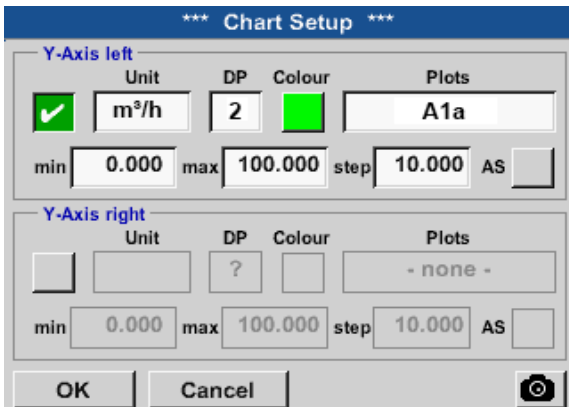 *** Chart Setup ***
Y-Axis left
Unit DP Colour Plots
m³/h 2 A1a
min 0.000 max 100.000 step 10.000 AS
Y-Axis right
Unit DP Colour Plots
? - none -
min 0.000 max 100.000 step 10.000 AS
OK Cancel